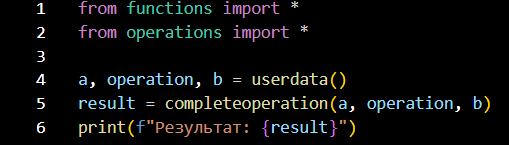 1 from functions import *
2 from operations import *
3
4 a, operation, b = userdata()
5 result = completeoperation(a, operation, b)
6 print(f"Результат: {result}")